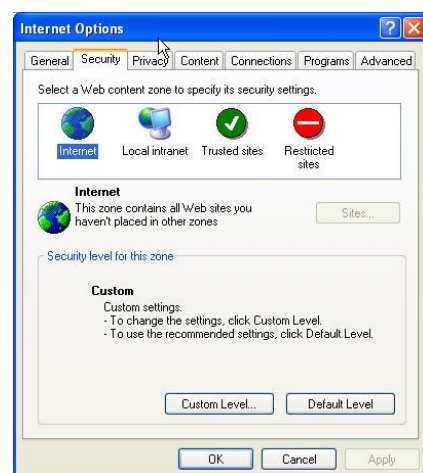 Internet Options
General Security Privacy Content Connections Programs Advanced
Select a Web content zone to specify its security settings.
Internet Local intranet Trusted sites Restricted
sites
Internet
This zone contains all Web sites you
haven't placed in other zones
Sites...
Security level for this zone
Custom
Custom settings.
- To change the settings, click Custom Level.
- To use the recommended settings, click Default Level.
Custom Level... Default Level
OK Cancel Apply